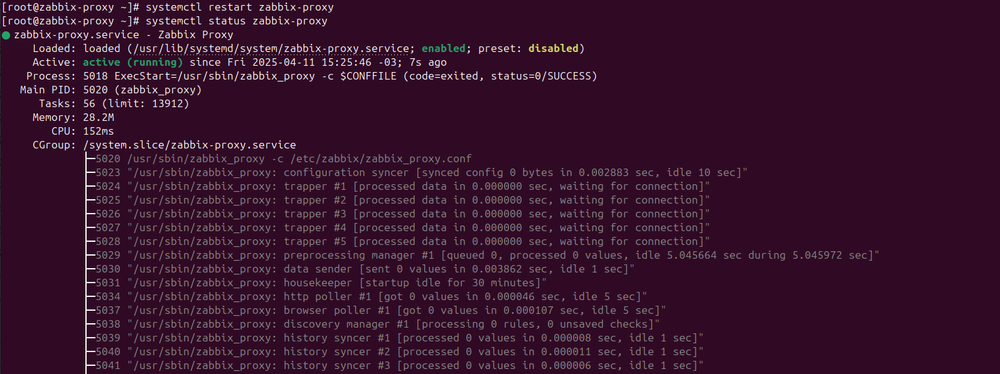 [root@zabbix-proxy ~]# systemctl restart zabbix-proxy
[root@zabbix-proxy ~]# systemctl status zabbix-proxy
● zabbix-proxy.service - Zabbix Proxy
     Loaded: loaded (/usr/lib/systemd/system/zabbix-proxy.service; enabled; preset: disabled)
     Active: active (running) since Fri 2025-04-11 15:25:46 -03; 7s ago
    Process: 5018 ExecStart=/usr/sbin/zabbix_proxy -c $CONFFILE (code=exited, status=0/SUCCESS)
   Main PID: 5020 (zabbix_proxy)
      Tasks: 56 (limit: 13912)
     Memory: 28.2M
        CPU: 152ms
     CGroup: /system.slice/zabbix-proxy.service
             ├─5020 /usr/sbin/zabbix_proxy -c /etc/zabbix/zabbix_proxy.conf
             ├─5023 "/usr/sbin/zabbix_proxy: configuration syncer [synced config 0 bytes in 0.002883 sec, idle 10 sec]"
             ├─5024 "/usr/sbin/zabbix_proxy: trapper #1 [processed data in 0.000000 sec, waiting for connection]"
             ├─5025 "/usr/sbin/zabbix_proxy: trapper #2 [processed data in 0.000000 sec, waiting for connection]"
             ├─5026 "/usr/sbin/zabbix_proxy: trapper #3 [processed data in 0.000000 sec, waiting for connection]"
             ├─5027 "/usr/sbin/zabbix_proxy: trapper #4 [processed data in 0.000000 sec, waiting for connection]"
             ├─5028 "/usr/sbin/zabbix_proxy: trapper #5 [processed data in 0.000000 sec, waiting for connection]"
             ├─5029 "/usr/sbin/zabbix_proxy: preprocessing manager #1 [queued 0, processed 0 values, idle 5.045664 sec during 5.045972 sec]"
             ├─5030 "/usr/sbin/zabbix_proxy: data sender [sent 0 values in 0.003862 sec, idle 1 sec]"
             ├─5031 "/usr/sbin/zabbix_proxy: housekeeper [startup idle for 30 minutes]"
             ├─5034 "/usr/sbin/zabbix_proxy: http poller #1 [got 0 values in 0.000046 sec, idle 5 sec]"
             ├─5037 "/usr/sbin/zabbix_proxy: browser poller #1 [got 0 values in 0.000107 sec, idle 5 sec]"
             ├─5038 "/usr/sbin/zabbix_proxy: discovery manager #1 [processing 0 rules, 0 unsaved checks]"
             ├─5039 "/usr/sbin/zabbix_proxy: history syncer #1 [processed 0 values in 0.000008 sec, idle 1 sec]"
             ├─5040 "/usr/sbin/zabbix_proxy: history syncer #2 [processed 0 values in 0.000011 sec, idle 1 sec]"
             ├─5041 "/usr/sbin/zabbix_proxy: history syncer #3 [processed 0 values in 0.000006 sec, idle 1 sec]"